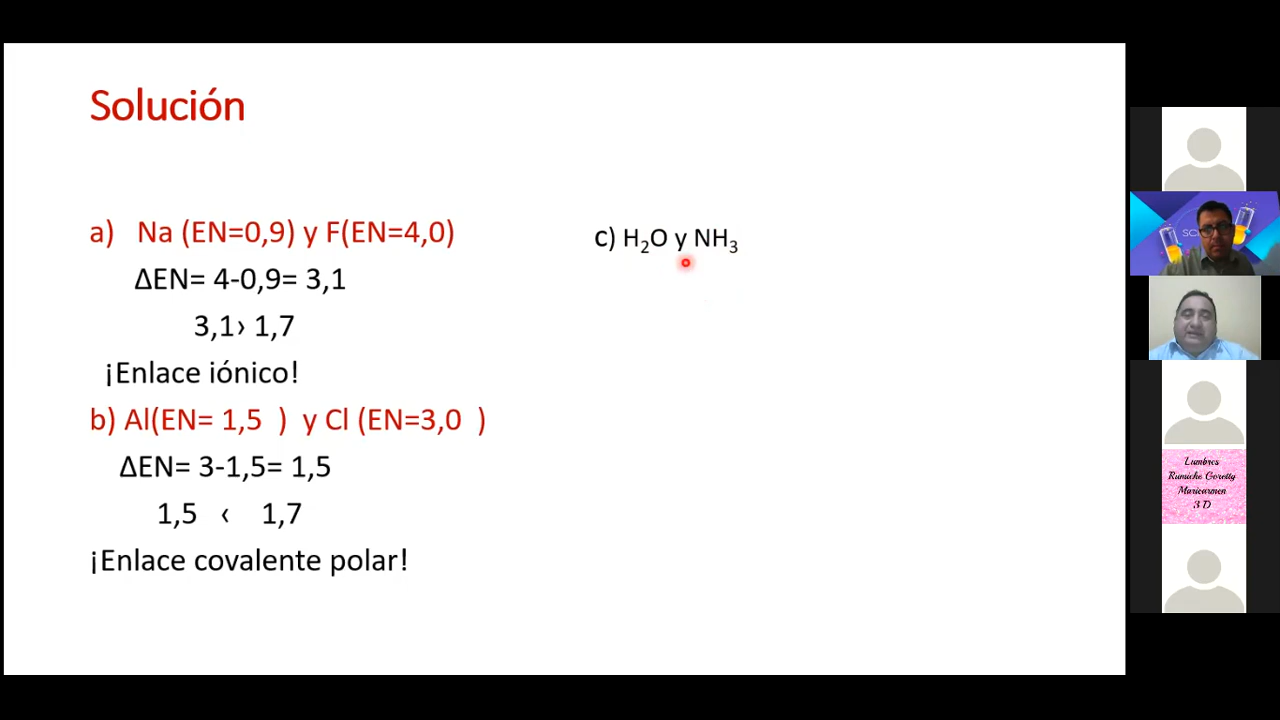 Solución
a) Na (EN=0,9) y F(EN=4,0)
ΔEN= 4-0,9= 3,1
3,1› 1,7
¡Enlace iónico!
b) Al(EN= 1,5 ) y Cl (EN=3,0 )
ΔEN= 3-1,5= 1,5
1,5 ‹ 1,7
¡Enlace covalente polar!
c) H₂O y NH₃
Lumbres
Rumiche Goretty
Maricarmen
3 D